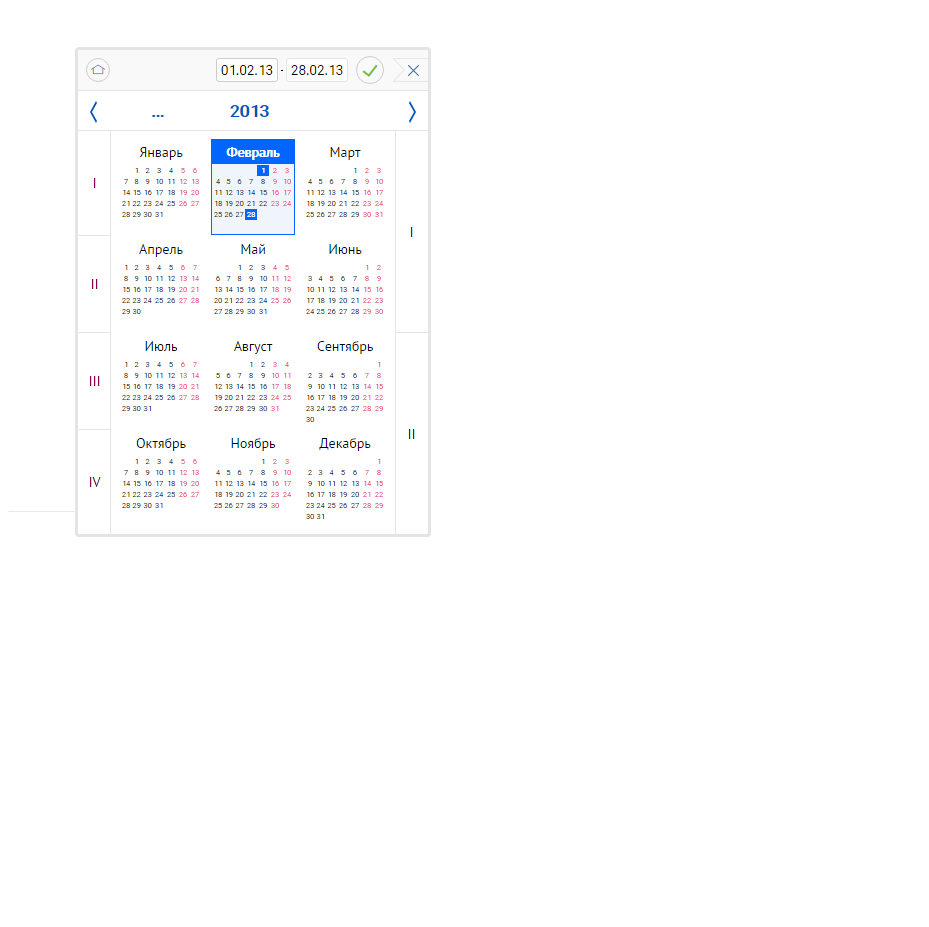 01.02.13 - 28.02.13
... 2013
Январь Февраль Март
1 2 3 4 5 6 1 2 3 1 2 3
I 7 8 9 10 11 12 13 4 5 6 7 8 9 10 4 5 6 7 8 9 10
14 15 16 17 18 19 20 11 12 13 14 15 16 17 11 12 13 14 15 16 17
21 22 23 24 25 26 27 18 19 20 21 22 23 24 18 19 20 21 22 23 24
28 29 30 31 25 26 27 28 25 26 27 28 29 30 31
I
Апрель Май Июнь
1 2 3 4 5 6 7 1 2 3 4 5 1 2
II 8 9 10 11 12 13 14 6 7 8 9 10 11 12 3 4 5 6 7 8 9
15 16 17 18 19 20 21 13 14 15 16 17 18 19 10 11 12 13 14 15 16
22 23 24 25 26 27 28 20 21 22 23 24 25 26 17 18 19 20 21 22 23
29 30 27 28 29 30 31 24 25 26 27 28 29 30
Июль Август Сентябрь
1 2 3 4 5 6 7 1 2 3 4 1
III 8 9 10 11 12 13 14 5 6 7 8 9 10 11 2 3 4 5 6 7 8
15 16 17 18 19 20 21 12 13 14 15 16 17 18 9 10 11 12 13 14 15
22 23 24 25 26 27 28 19 20 21 22 23 24 25 16 17 18 19 20 21 22
29 30 31 26 27 28 29 30 31 23 24 25 26 27 28 29
30
II
Октябрь Ноябрь Декабрь
1 2 3 4 5 6 1 2 3 1
7 8 9 10 11 12 13 4 5 6 7 8 9 10 2 3 4 5 6 7 8
IV 14 15 16 17 18 19 20 11 12 13 14 15 16 17 9 10 11 12 13 14 15
21 22 23 24 25 26 27 18 19 20 21 22 23 24 16 17 18 19 20 21 22
28 29 30 31 25 26 27 28 29 30 23 24 25 26 27 28 29
30 31